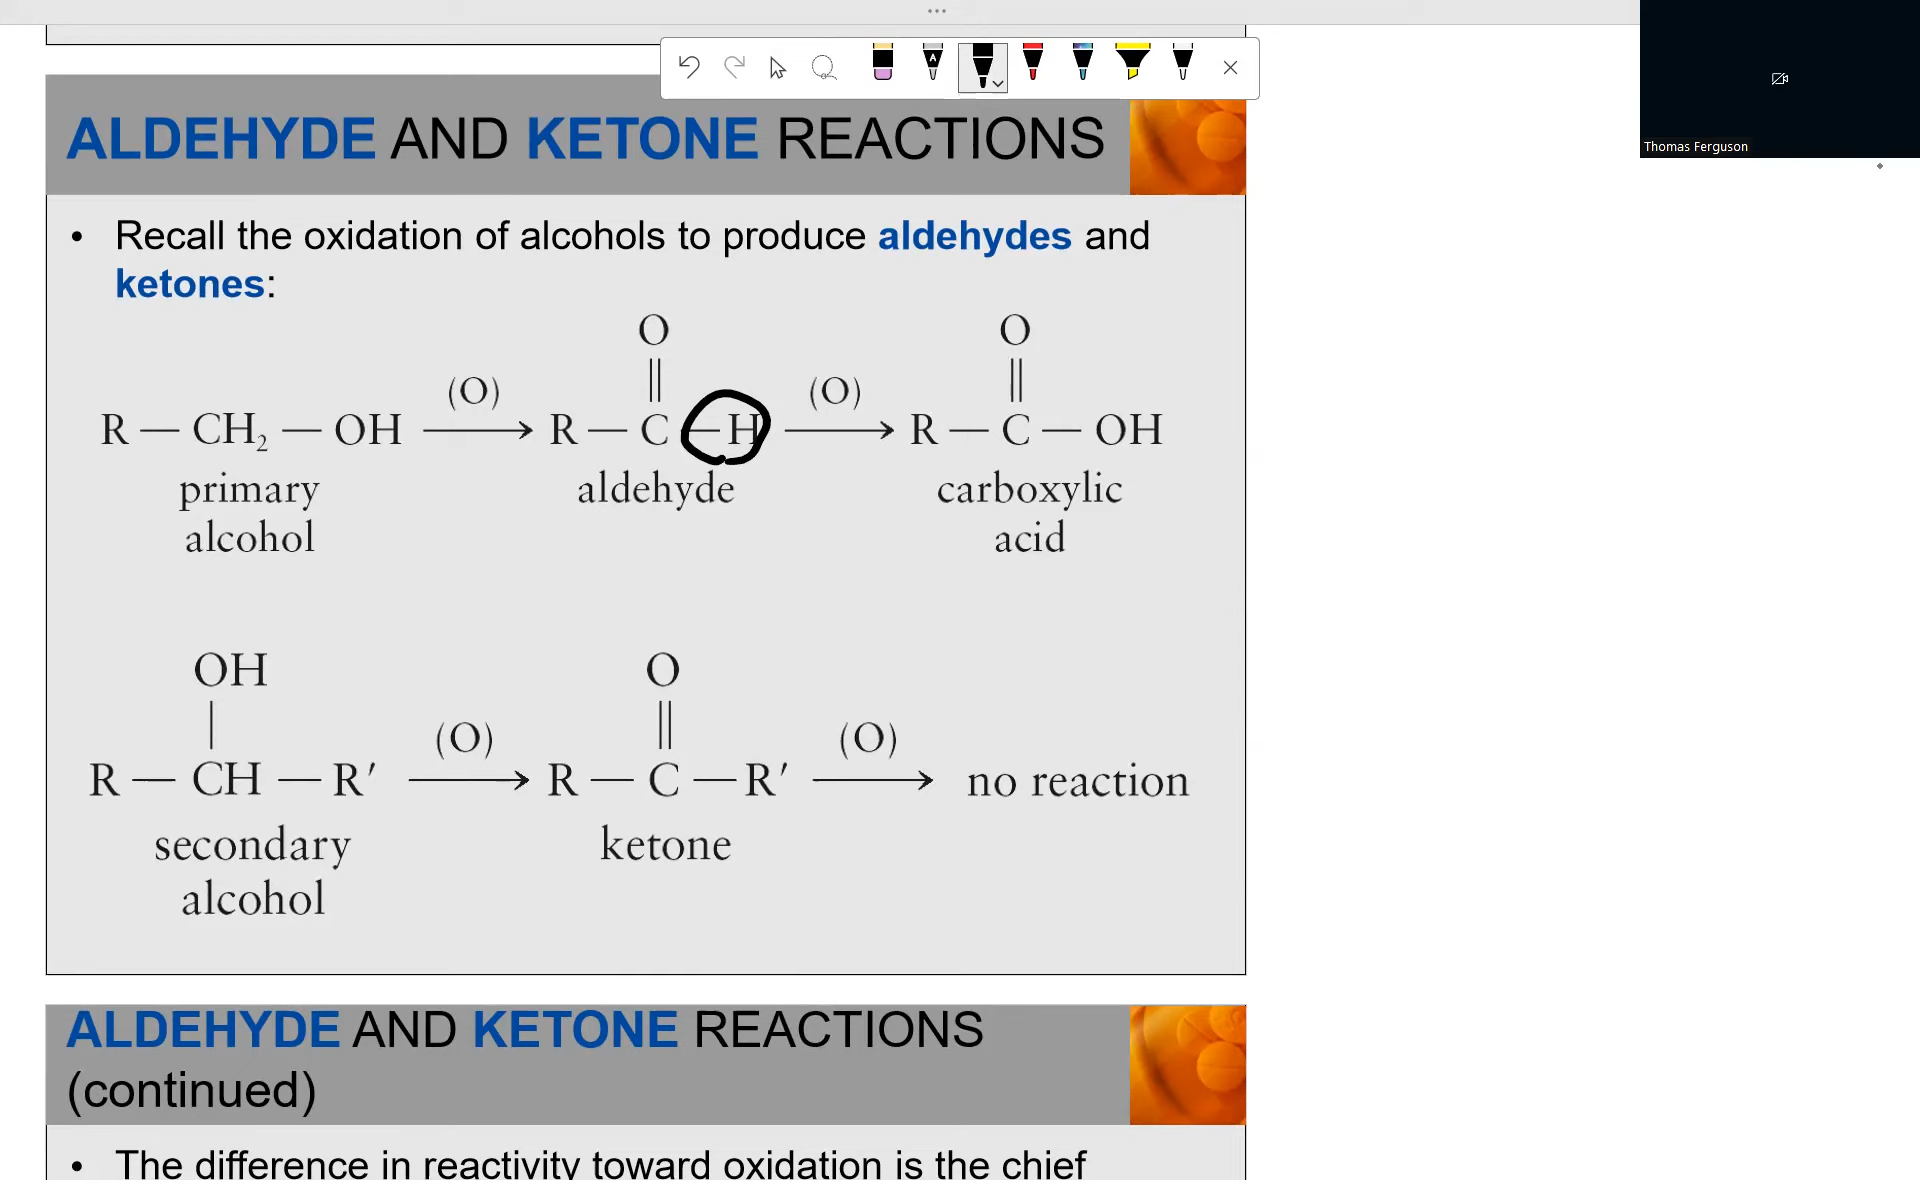 Thomas Ferguson
ALDEHYDE AND KETONE REACTIONS
• Recall the oxidation of alcohols to produce aldehydes and
ketones:
O O
|| ||
(O) (O)
R — CH₂ — OH ⟶ R — C — H ⟶ R — C — OH
primary aldehyde carboxylic
alcohol acid
OH O
| ||
(O) (O)
R — CH — R′ ⟶ R — C — R′ ⟶ no reaction
secondary ketone
alcohol
ALDEHYDE AND KETONE REACTIONS
(continued)
• The difference in reactivity toward oxidation is the chief